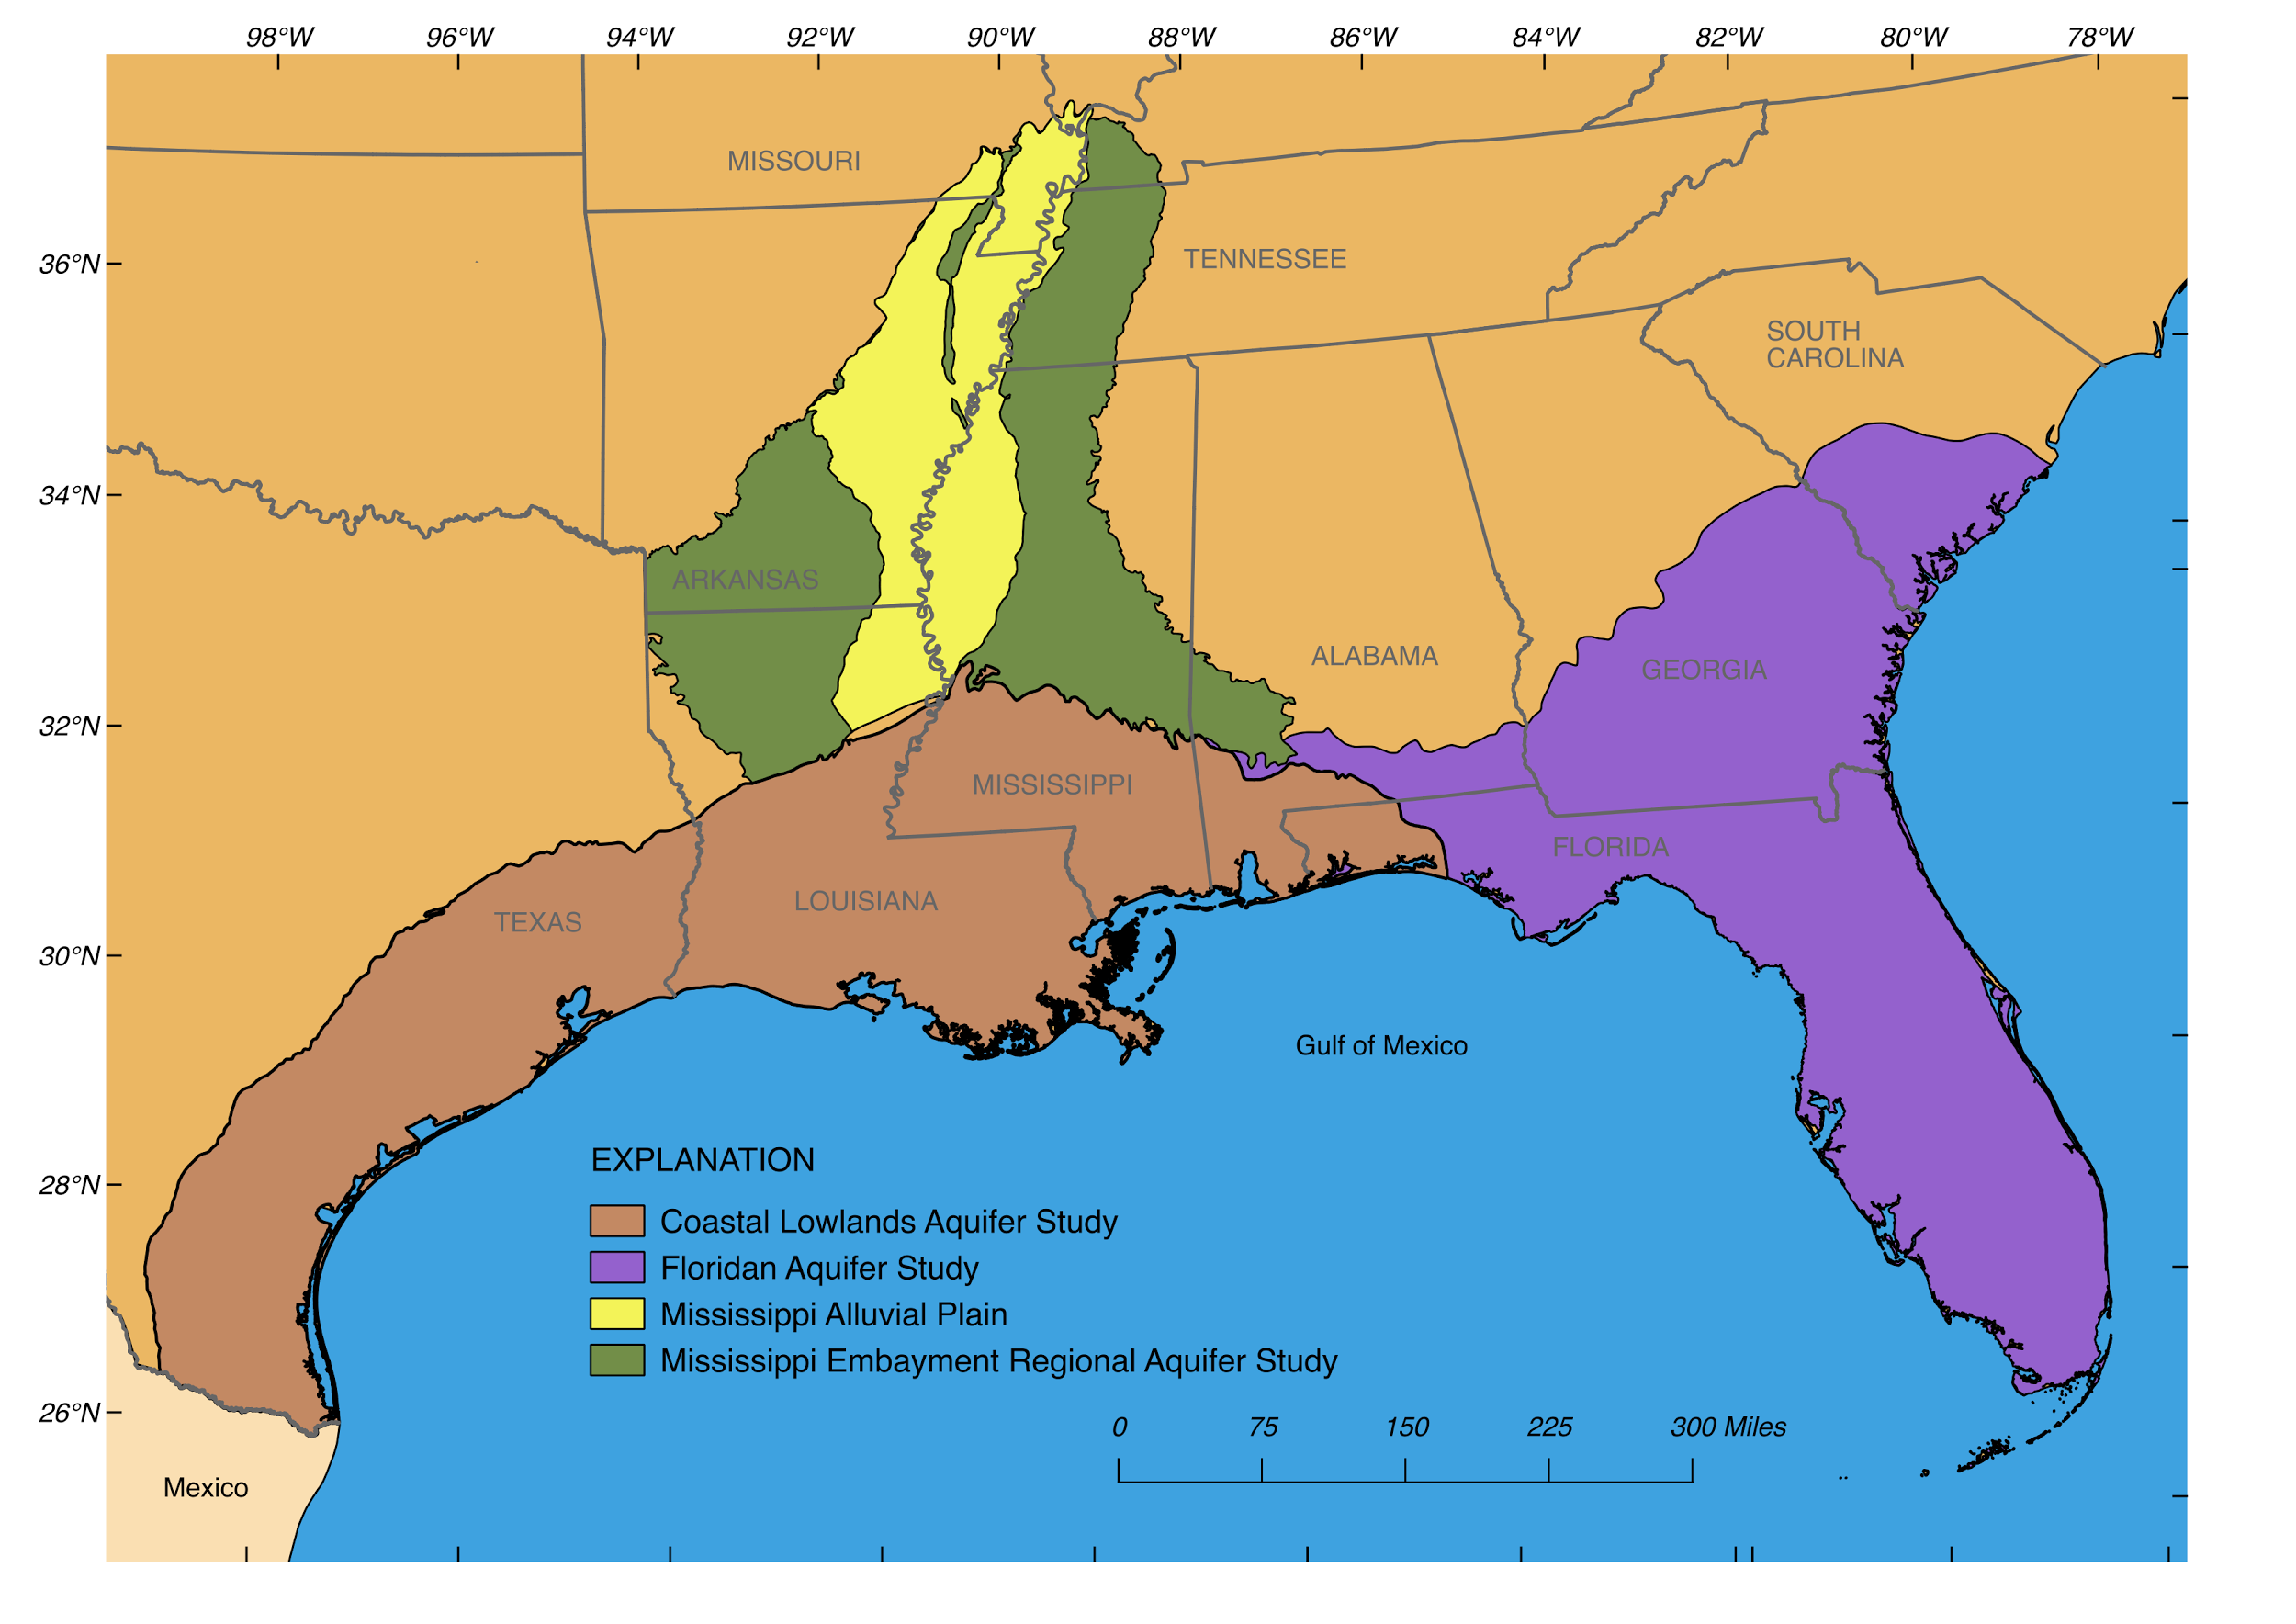 98°W 96°W 94°W 92°W 90°W 88°W 86°W 84°W 82°W 80°W 78°W
MISSOURI
36°N
TENNESSEE
SOUTH
CAROLINA
34°N
ARKANSAS
ALABAMA
GEORGIA
32°N
MISSISSIPPI
FLORIDA
LOUISIANA
TEXAS
30°N
Gulf of Mexico
EXPLANATION
28°N
Coastal Lowlands Aquifer Study
Floridan Aquifer Study
Mississippi Alluvial Plain
Mississippi Embayment Regional Aquifer Study
26°N
0 75 150 225 300 Miles
Mexico